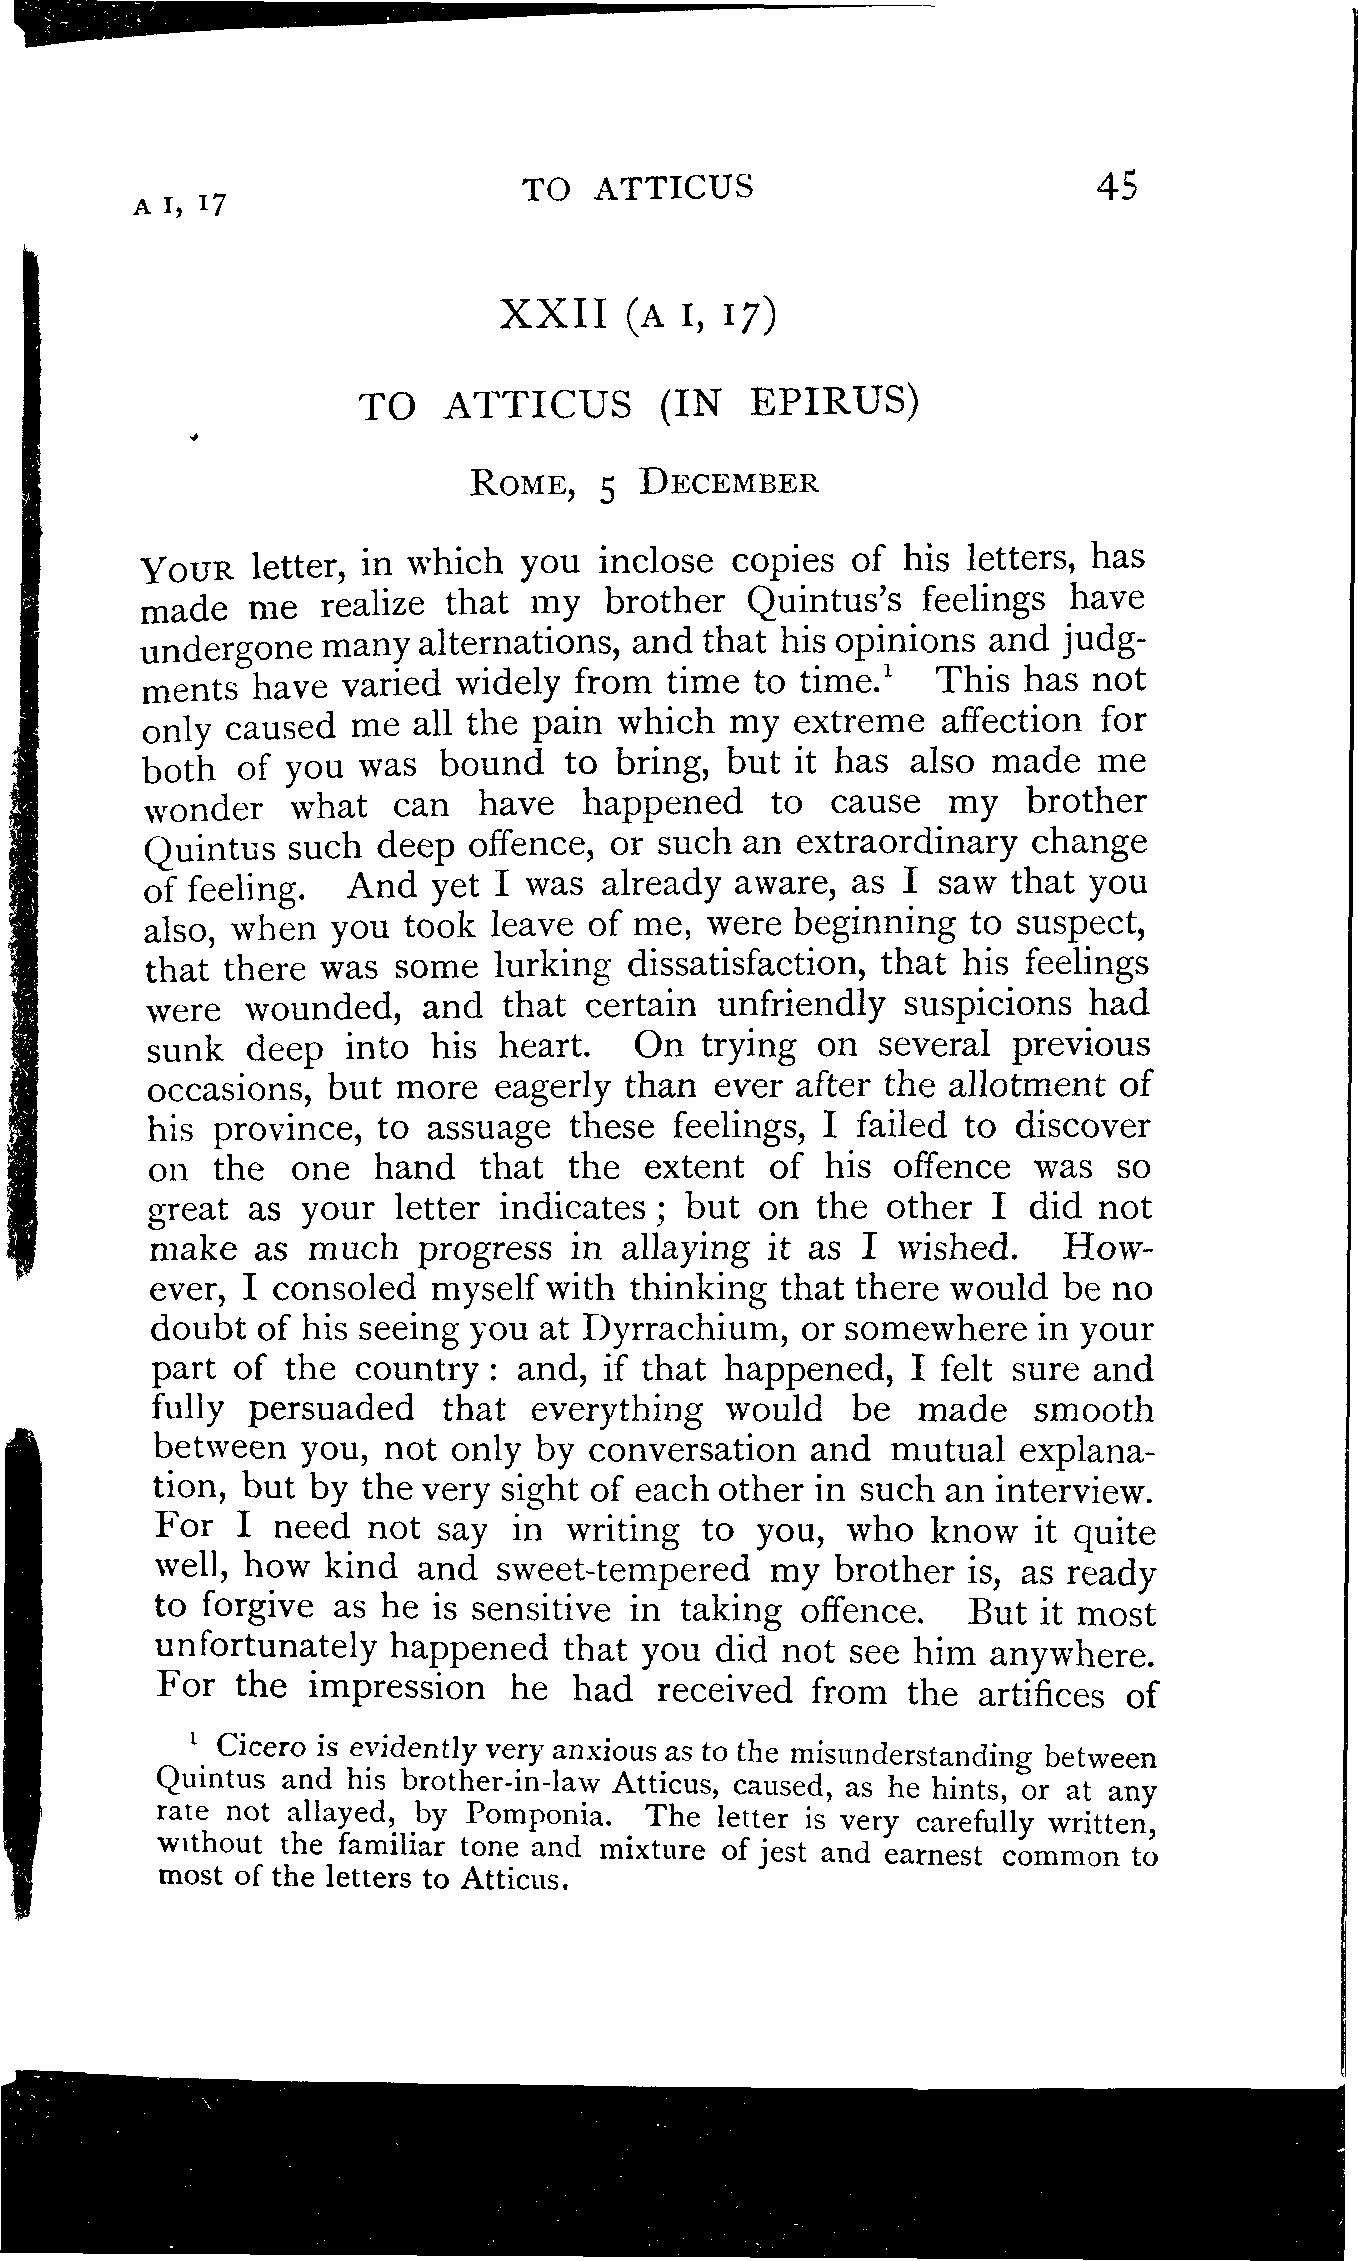 A I, 17 TO ATTICUS 45
XXII (A I, 17)
TO ATTICUS (IN EPIRUS)
ROME, 5 DECEMBER
YOUR letter, in which you inclose copies of his letters, has
made me realize that my brother Quintus's feelings have
undergone many alternations, and that his opinions and judg-
ments have varied widely from time to time.¹ This has not
only caused me all the pain which my extreme affection for
both of you was bound to bring, but it has also made me
wonder what can have happened to cause my brother
Quintus such deep offence, or such an extraordinary change
of feeling. And yet I was already aware, as I saw that you
also, when you took leave of me, were beginning to suspect,
that there was some lurking dissatisfaction, that his feelings
were wounded, and that certain unfriendly suspicions had
sunk deep into his heart. On trying on several previous
occasions, but more eagerly than ever after the allotment of
his province, to assuage these feelings, I failed to discover
on the one hand that the extent of his offence was so
great as your letter indicates; but on the other I did not
make as much progress in allaying it as I wished. How-
ever, I consoled myself with thinking that there would be no
doubt of his seeing you at Dyrrachium, or somewhere in your
part of the country: and, if that happened, I felt sure and
fully persuaded that everything would be made smooth
between you, not only by conversation and mutual explana-
tion, but by the very sight of each other in such an interview.
For I need not say in writing to you, who know it quite
well, how kind and sweet-tempered my brother is, as ready
to forgive as he is sensitive in taking offence. But it most
unfortunately happened that you did not see him anywhere.
For the impression he had received from the artifices of
¹ Cicero is evidently very anxious as to the misunderstanding between
Quintus and his brother-in-law Atticus, caused, as he hints, or at any
rate not allayed, by Pomponia. The letter is very carefully written,
without the familiar tone and mixture of jest and earnest common to
most of the letters to Atticus.